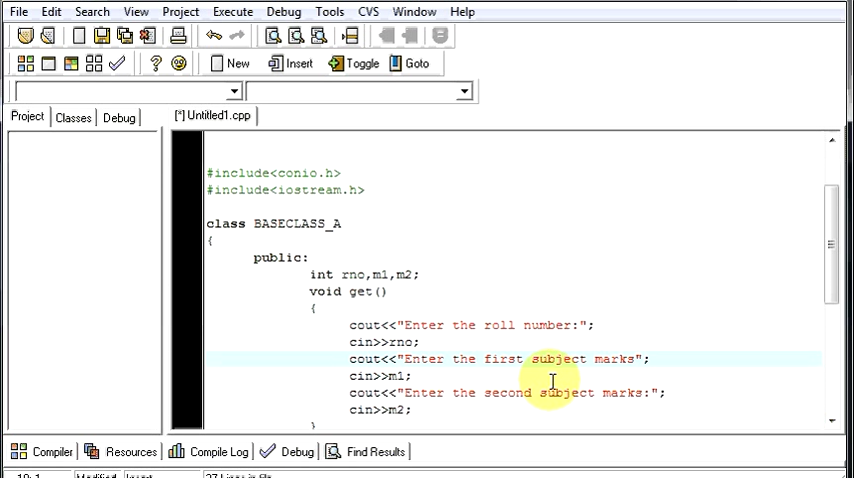 File Edit Search View Project Execute Debug Tools CVS Window Help
New Insert Toggle Goto
Project Classes Debug [*] Untitled1.cpp
#include<conio.h>
#include<iostream.h>
class BASECLASS_A
{
public:
int rno,m1,m2;
void get()
{
cout<<"Enter the roll number:";
cin>>rno;
cout<<"Enter the first subject marks";
cin>>m1;
cout<<"Enter the second subject marks:";
cin>>m2;
}
Compiler Resources Compile Log Debug Find Results